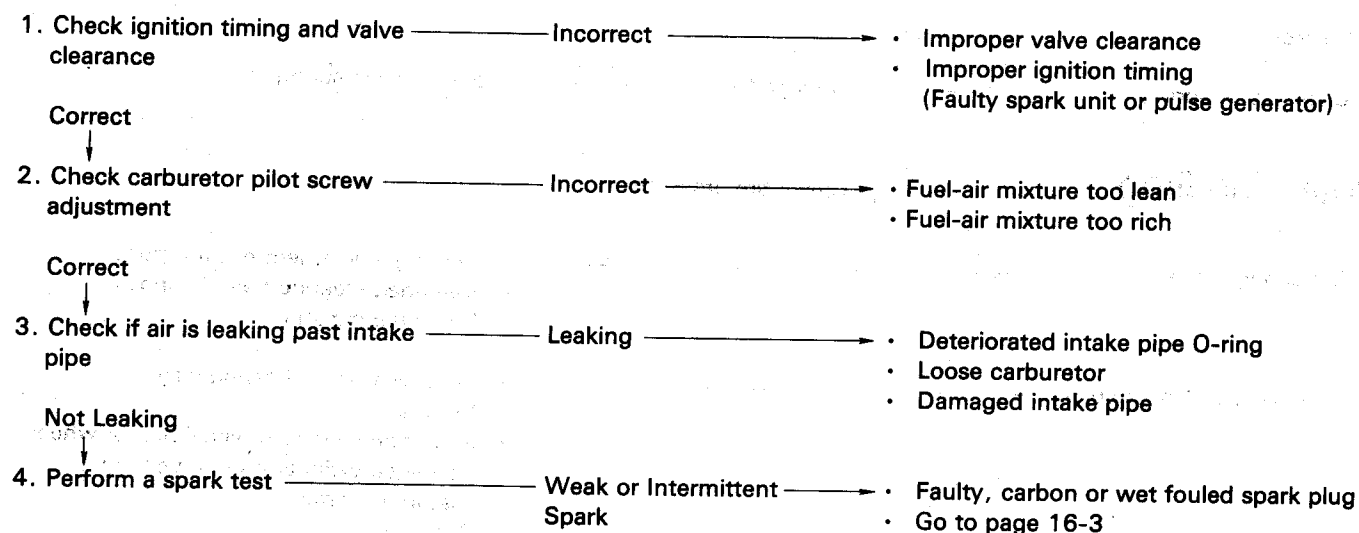 1. Check ignition timing and valve clearance Incorrect · Improper valve clearance
· Improper ignition timing
(Faulty spark unit or pulse generator)
Correct
2. Check carburetor pilot screw adjustment Incorrect · Fuel-air mixture too lean
· Fuel-air mixture too rich
Correct
3. Check if air is leaking past intake pipe Leaking · Deteriorated intake pipe O-ring
· Loose carburetor
· Damaged intake pipe
Not Leaking
4. Perform a spark test Weak or Intermittent Spark · Faulty, carbon or wet fouled spark plug
· Go to page 16-3